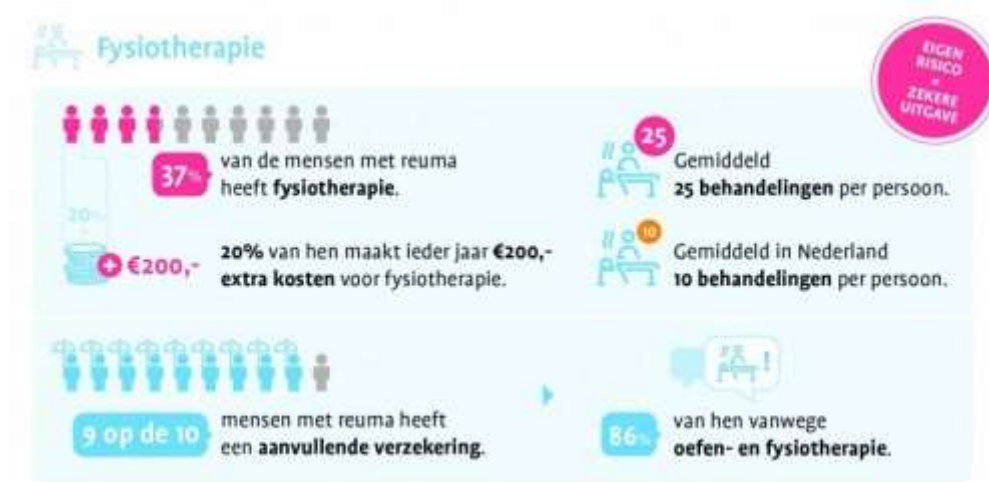 Fysiotherapie
EIGEN
RISICO
=
ZEKERE
UITGAVE
37%
van de mensen met reuma
heeft fysiotherapie.
25
Gemiddeld
25 behandelingen per persoon.
20%
+ €200,-
20% van hen maakt ieder jaar €200,-
extra kosten voor fysiotherapie.
10
Gemiddeld in Nederland
10 behandelingen per persoon.
9 op de 10
mensen met reuma heeft
een aanvullende verzekering.
!
86%
van hen vanwege
oefen- en fysiotherapie.